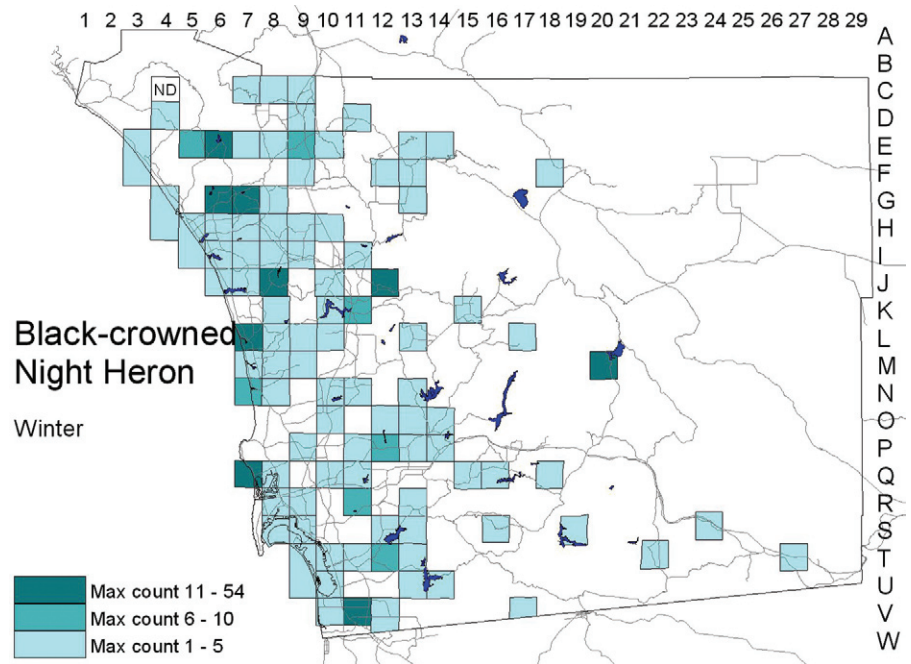 1 2 3 4 5 6 7 8 9 10 11 12 13 14 15 16 17 18 19 20 21 22 23 24 25 26 27 28 29
A
B
C
D
E
F
G
H
I
J
K
L
M
N
O
P
Q
R
S
T
U
V
W
ND
Black-crowned
Night Heron
Winter
Max count 11 - 54
Max count 6 - 10
Max count 1 - 5